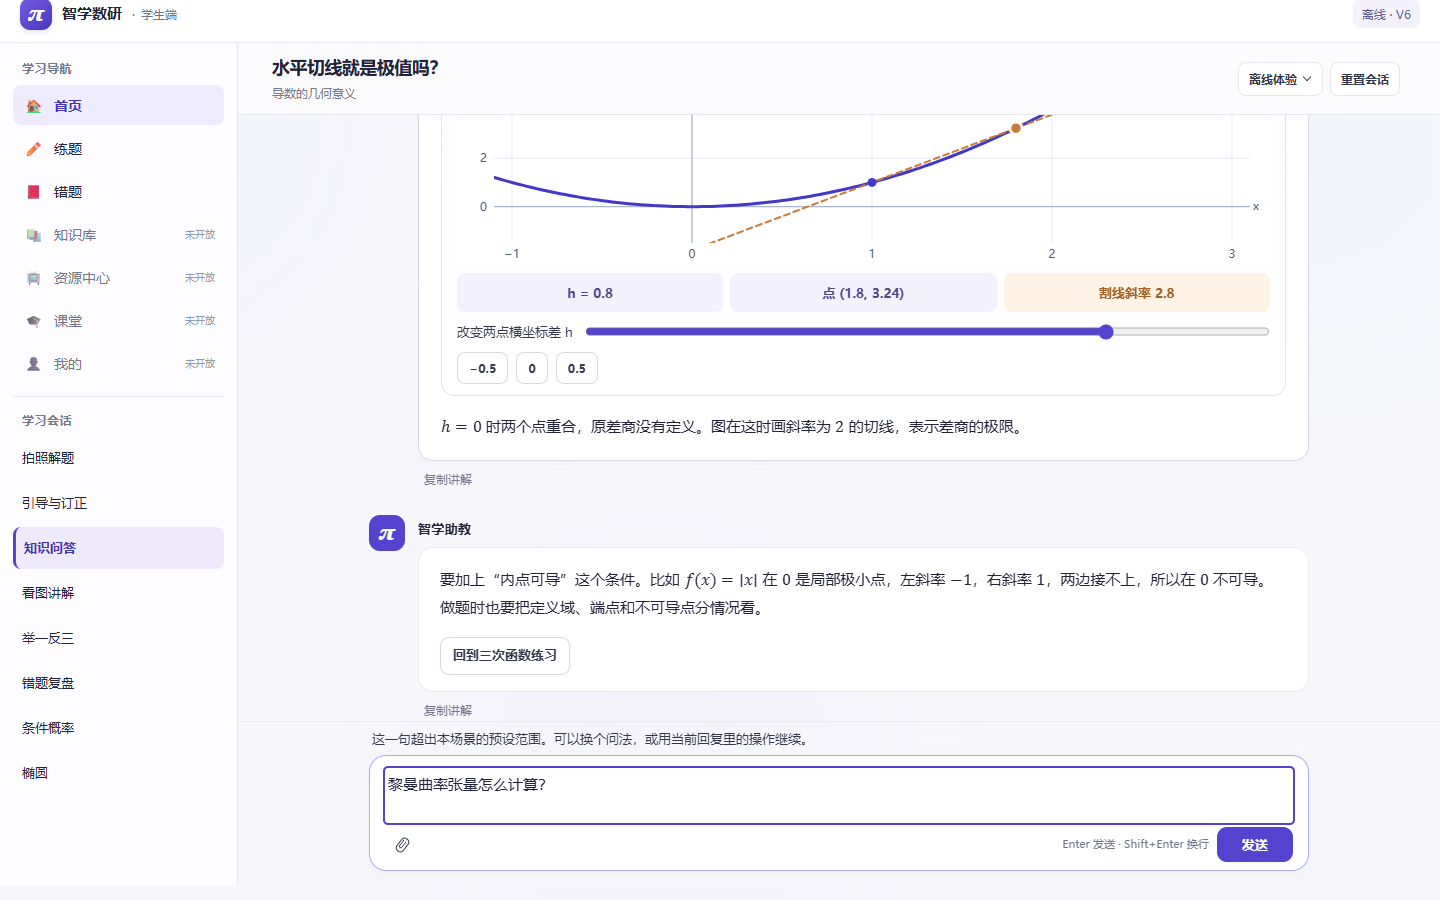 π 智学数研 · 学生端
离线 · V6
学习导航
首页
练题
错题
知识库 未开放
资源中心 未开放
课堂 未开放
我的 未开放
学习会话
拍照解题
引导与订正
知识问答
看图讲解
举一反三
错题复盘
条件概率
椭圆
水平切线就是极值吗？
导数的几何意义
离线体验
重置会话
2
0
x
−1 0 1 2 3
h = 0.8
点 (1.8, 3.24)
割线斜率 2.8
改变两点横坐标差 h
−0.5 0 0.5
h = 0 时两个点重合，原差商没有定义。图在这时画斜率为 2 的切线，表示差商的极限。
复制讲解
π 智学助教
要加上“内点可导”这个条件。比如 f(x) = |x| 在 0 是局部极小点，左斜率 −1，右斜率 1，两边接不上，所以在 0 不可导。
做题时也要把定义域、端点和不可导点分情况看。
回到三次函数练习
复制讲解
这一句超出本场景的预设范围。可以换个问法，或用当前回复里的操作继续。
黎曼曲率张量怎么计算？
Enter 发送 · Shift+Enter 换行
发送